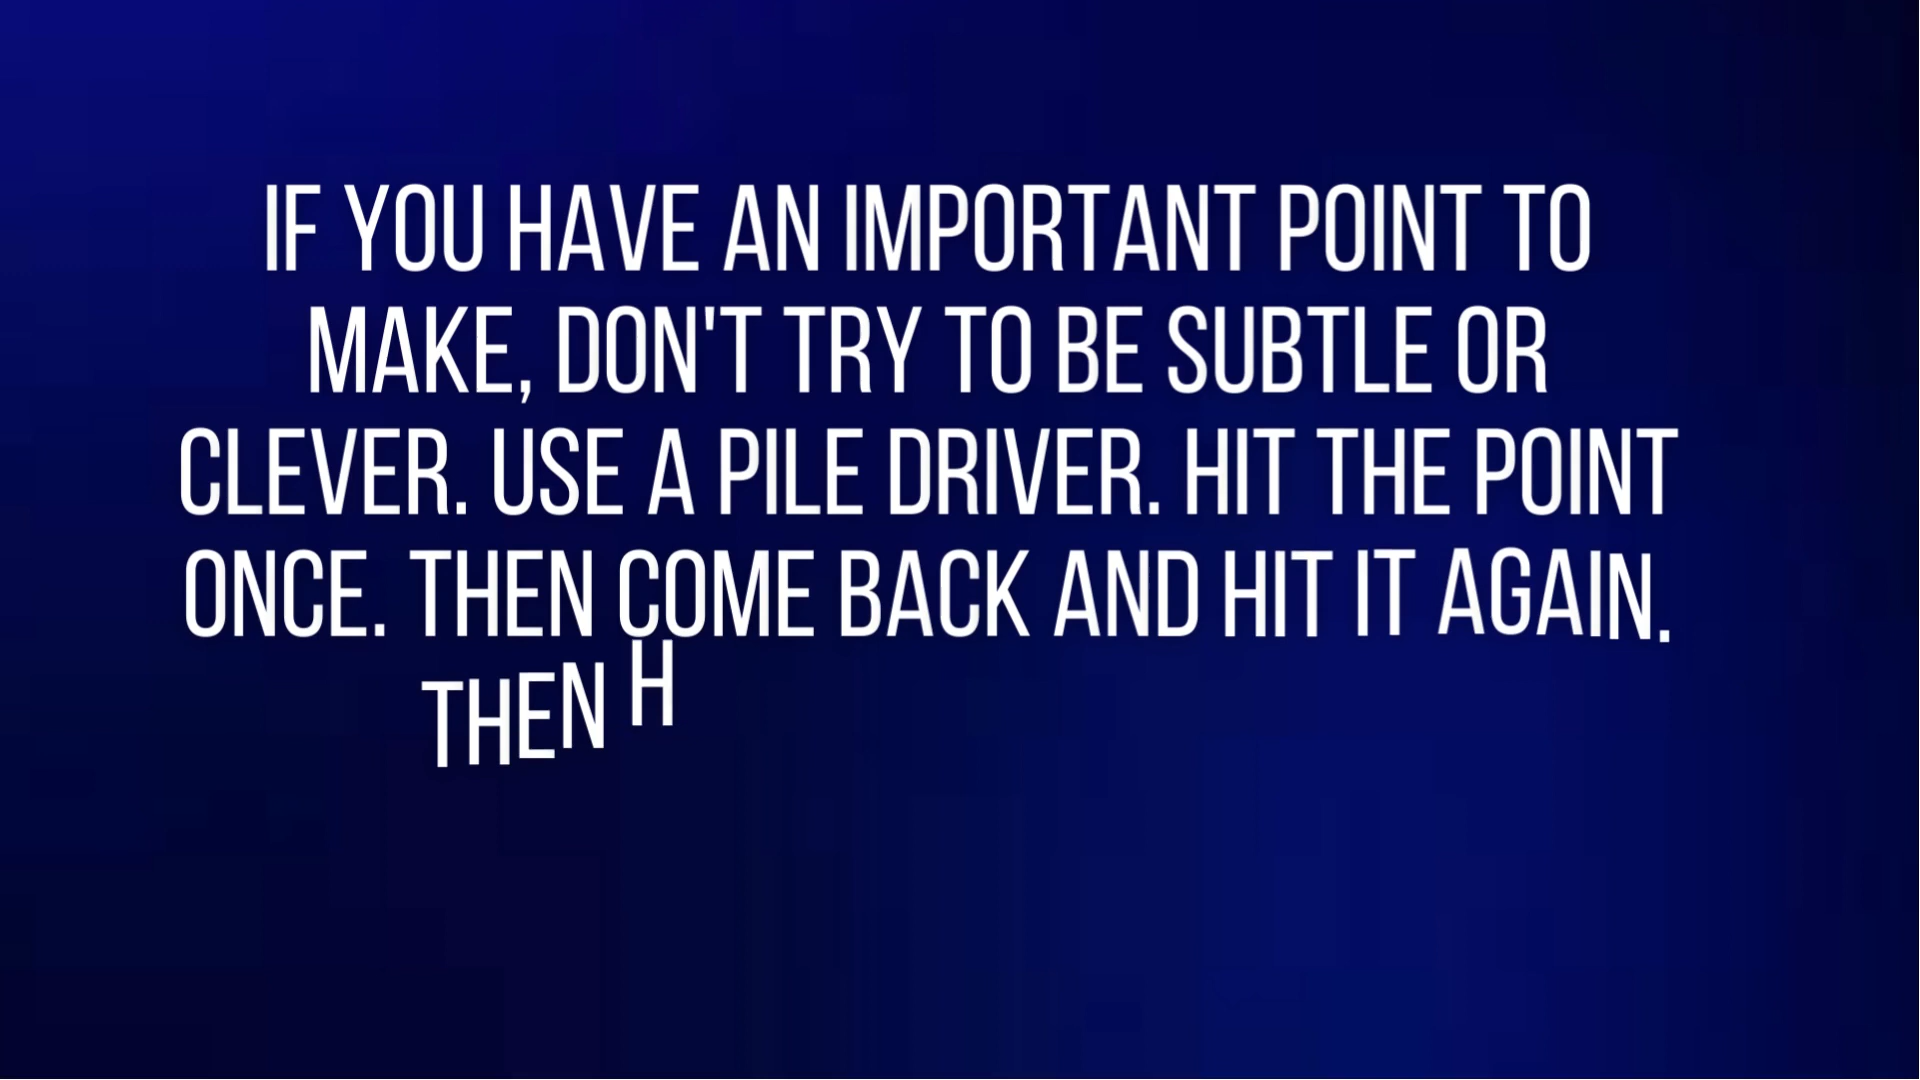 IF YOU HAVE AN IMPORTANT POINT TO
MAKE, DON'T TRY TO BE SUBTLE OR
CLEVER. USE A PILE DRIVER. HIT THE POINT
ONCE. THEN COME BACK AND HIT IT AGAIN.
THEN H